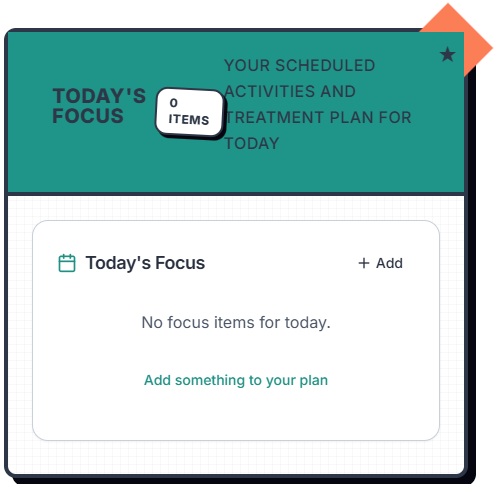 TODAY'S
FOCUS
0
ITEMS
YOUR SCHEDULED
ACTIVITIES AND
TREATMENT PLAN FOR
TODAY
★
Today's Focus
+ Add
No focus items for today.
Add something to your plan